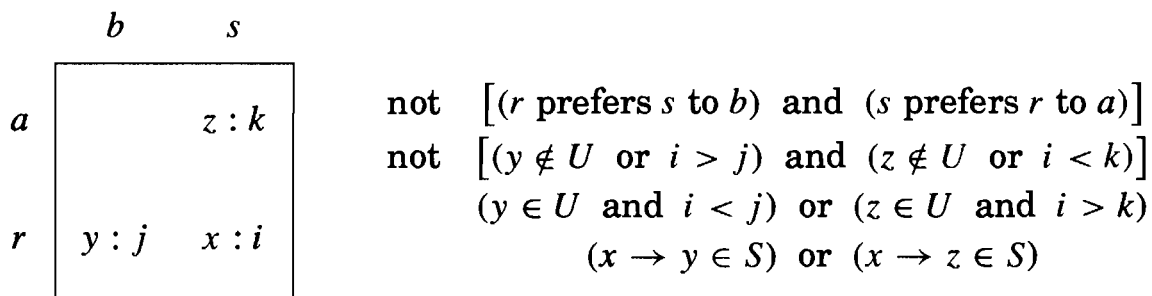 b s
a z : k
r y : j x : i
not [(r prefers s to b) and (s prefers r to a)]
not [(y ∉ U or i > j) and (z ∉ U or i < k)]
(y ∈ U and i < j) or (z ∈ U and i > k)
(x → y ∈ S) or (x → z ∈ S)